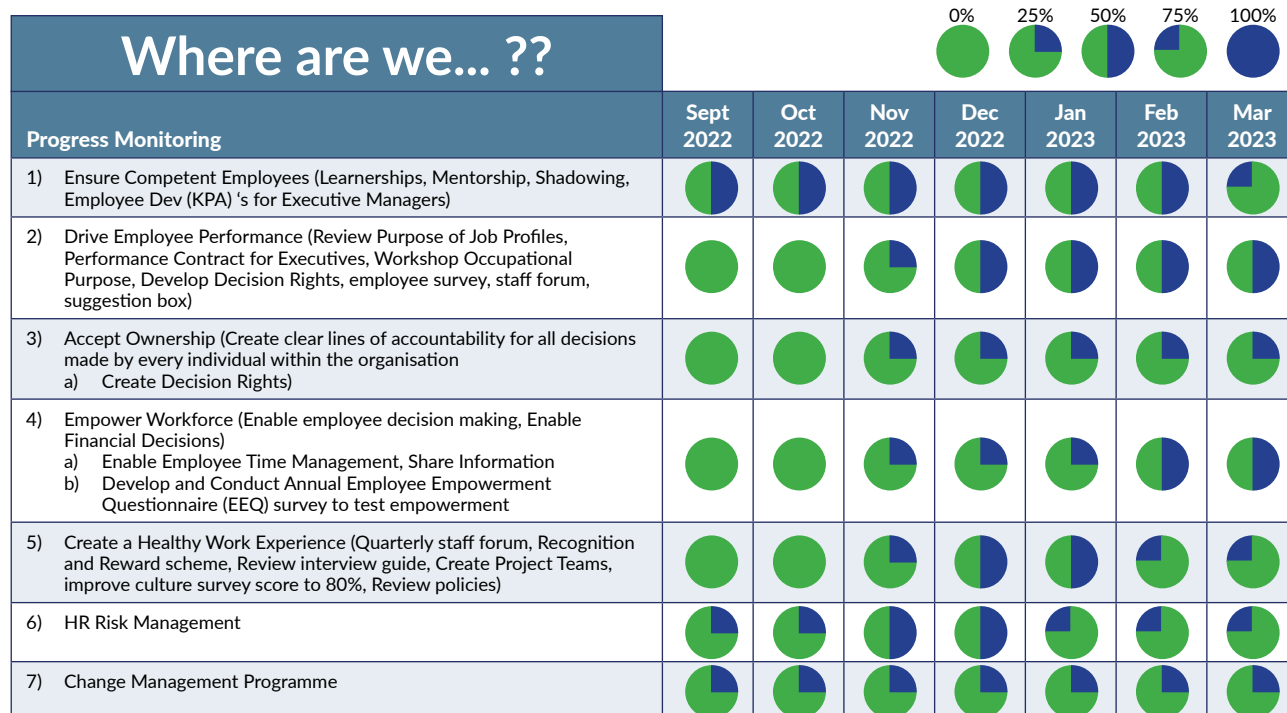 0% 25% 50% 75% 100%
Where are we... ??
Progress Monitoring
Sept 2022
Oct 2022
Nov 2022
Dec 2022
Jan 2023
Feb 2023
Mar 2023
1) Ensure Competent Employees (Learnerships, Mentorship, Shadowing,
Employee Dev (KPA) ‘s for Executive Managers)
2) Drive Employee Performance (Review Purpose of Job Profiles,
Performance Contract for Executives, Workshop Occupational
Purpose, Develop Decision Rights, employee survey, staff forum,
suggestion box)
3) Accept Ownership (Create clear lines of accountability for all decisions
made by every individual within the organisation
a) Create Decision Rights)
4) Empower Workforce (Enable employee decision making, Enable
Financial Decisions)
a) Enable Employee Time Management, Share Information
b) Develop and Conduct Annual Employee Empowerment
Questionnaire (EEQ) survey to test empowerment
5) Create a Healthy Work Experience (Quarterly staff forum, Recognition
and Reward scheme, Review interview guide, Create Project Teams,
improve culture survey score to 80%, Review policies)
6) HR Risk Management
7) Change Management Programme